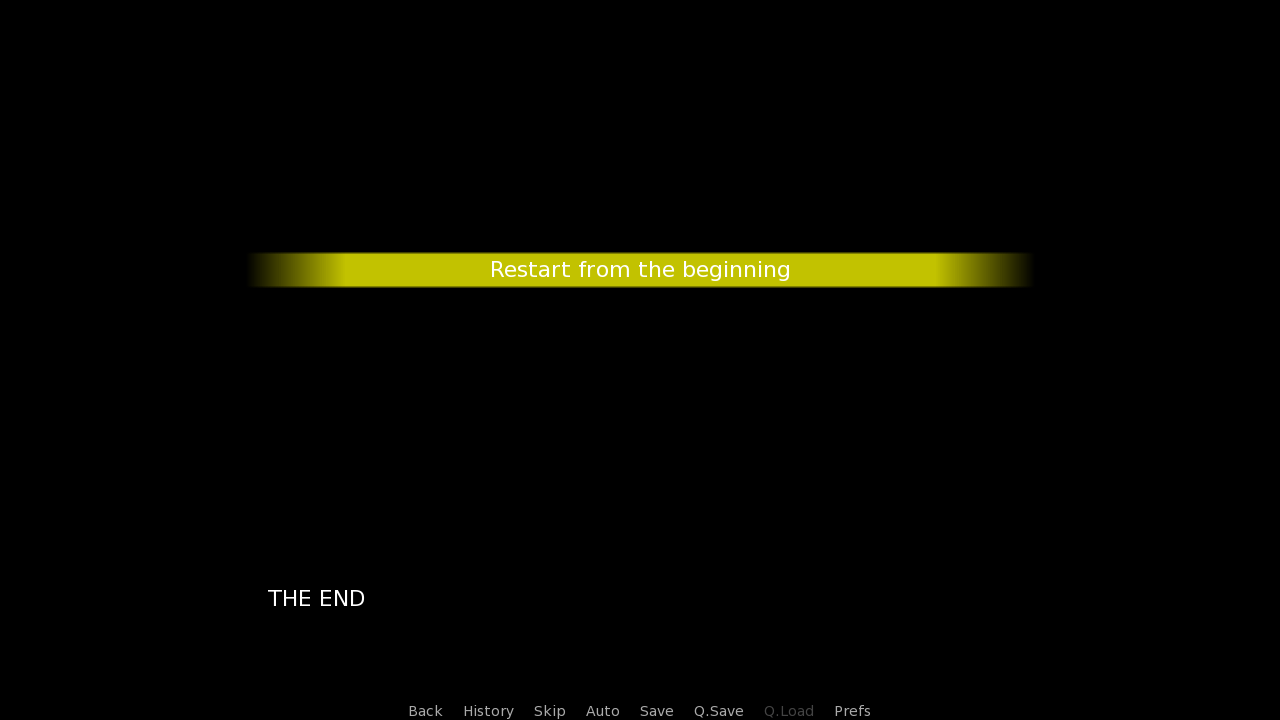 Restart from the beginning
THE END
Back History Skip Auto Save Q.Save Q.Load Prefs